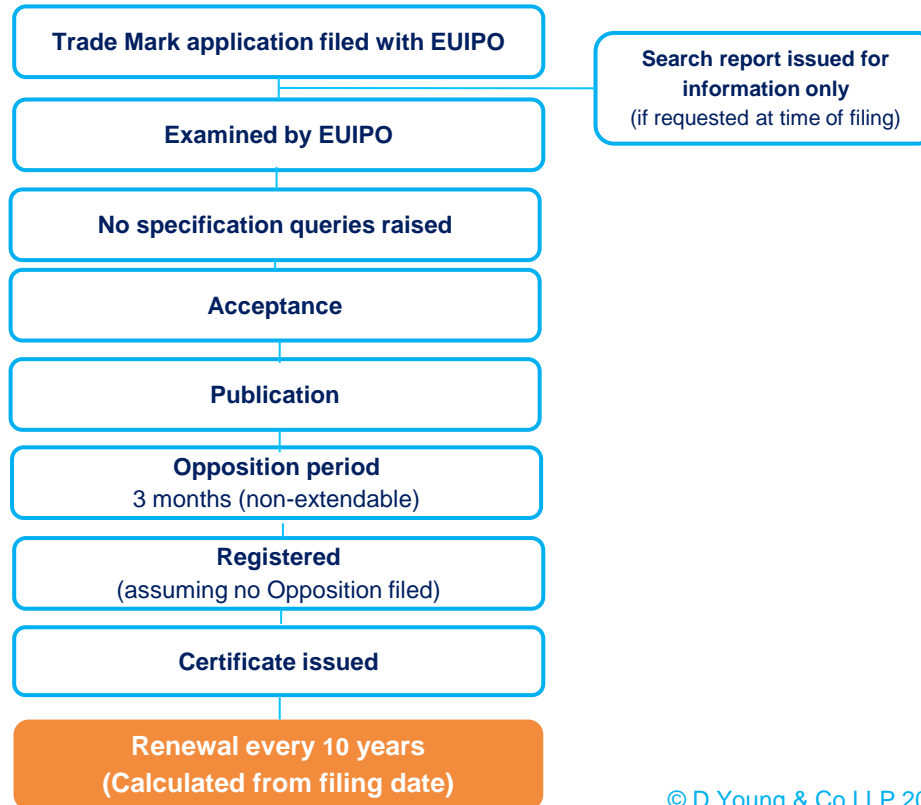 Trade Mark application filed with EUIPO
Search report issued for
information only
(if requested at time of filing)
Examined by EUIPO
No specification queries raised
Acceptance
Publication
Opposition period
3 months (non-extendable)
Registered
(assuming no Opposition filed)
Certificate issued
Renewal every 10 years
(Calculated from filing date)
© D Young & Co LLP